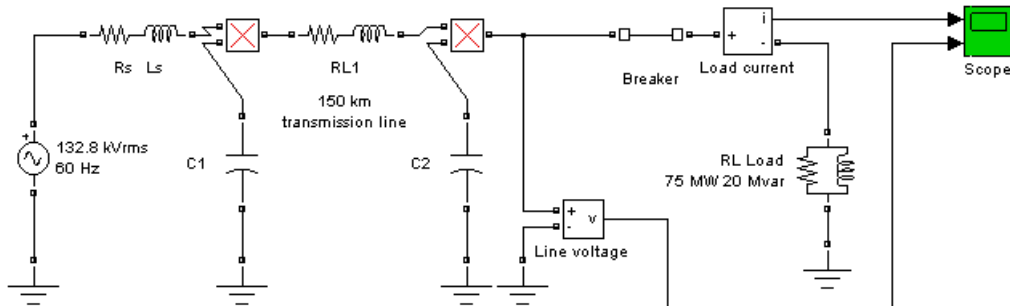 Rs Ls
RL1
150 km
transmission line
132.8 kVrms
60 Hz
C1
C2
+
v
-
Line voltage
Breaker
+
i
-
Load current
Scope
RL Load
75 MW 20 Mvar
+